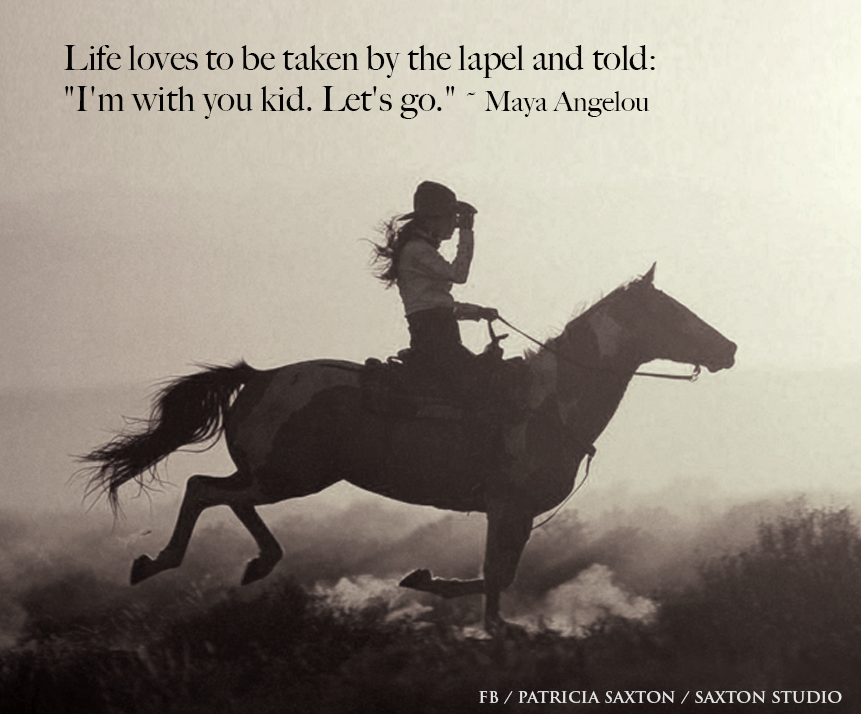 Life loves to be taken by the lapel and told:
"I'm with you kid. Let's go." ~ Maya Angelou
FB / PATRICIA SAXTON / SAXTON STUDIO